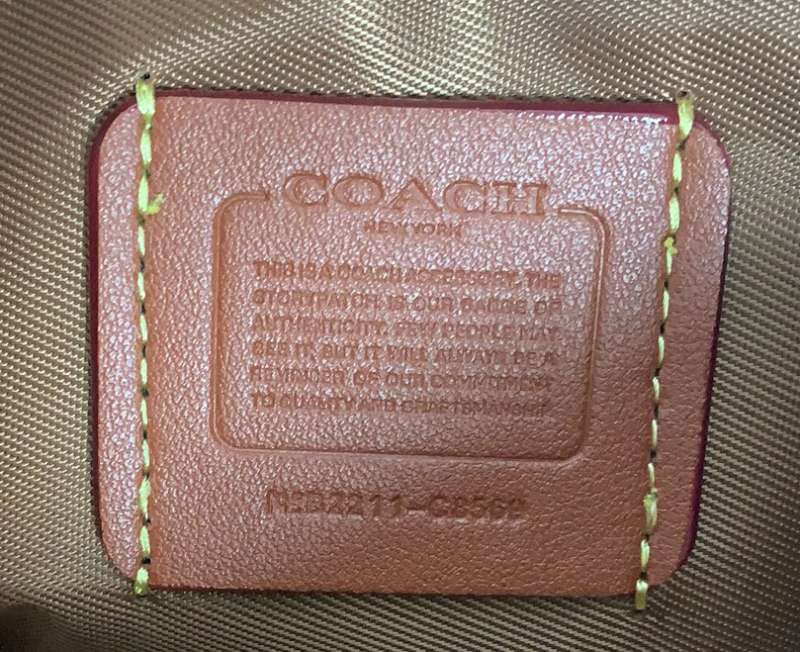 COACH
NEW YORK
THIS IS A COACH ACCESSORY. THE
STORYPATCH IS OUR BADGE OF
AUTHENTICITY. FEW PEOPLE MAY
SEE IT, BUT IT WILL ALWAYS BE A
REMINDER OF OUR COMMITMENT
TO QUALITY AND CRAFTSMANSHIP.